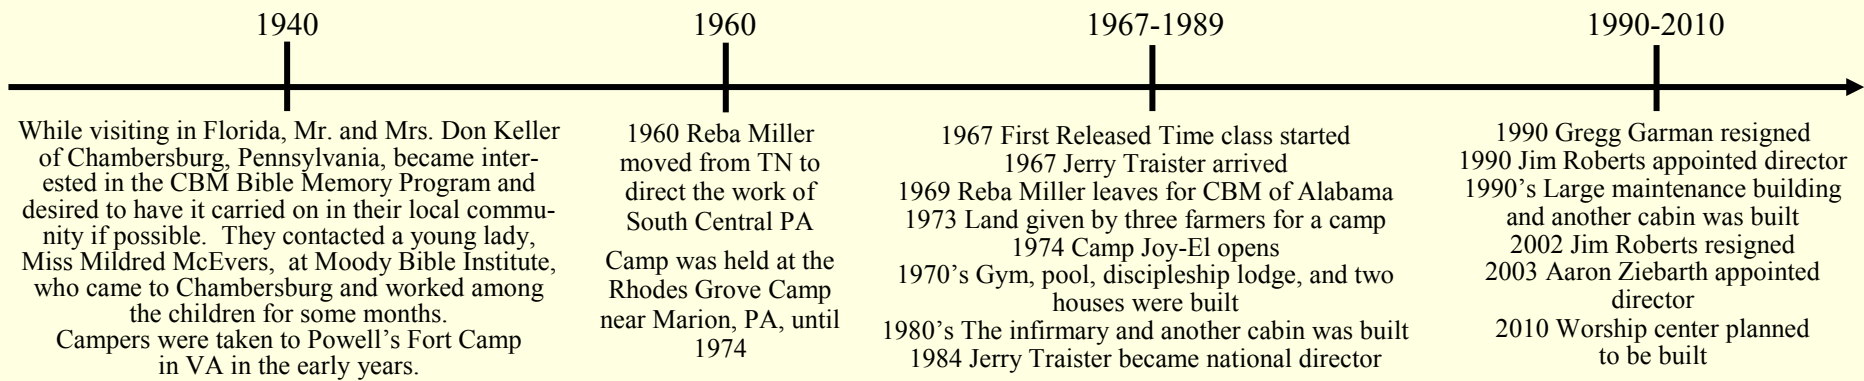 1940
While visiting in Florida, Mr. and Mrs. Don Keller
of Chambersburg, Pennsylvania, became inter-
ested in the CBM Bible Memory Program and
desired to have it carried on in their local commu-
nity if possible.  They contacted a young lady,
Miss Mildred McEvers,  at Moody Bible Institute,
who came to Chambersburg and worked among
the children for some months.
Campers were taken to Powell's Fort Camp
in VA in the early years.
1960
1960 Reba Miller
moved from TN to
direct the work of
South Central PA
Camp was held at the
Rhodes Grove Camp
near Marion, PA, until
1974
1967-1989
1967 First Released Time class started
1967 Jerry Traister arrived
1969 Reba Miller leaves for CBM of Alabama
1973 Land given by three farmers for a camp
1974 Camp Joy-El opens
1970's Gym, pool, discipleship lodge, and two
houses were built
1980's The infirmary and another cabin was built
1984 Jerry Traister became national director
1990-2010
1990 Gregg Garman resigned
1990 Jim Roberts appointed director
1990's Large maintenance building
and another cabin was built
2002 Jim Roberts resigned
2003 Aaron Ziebarth appointed
director
2010 Worship center planned
to be built